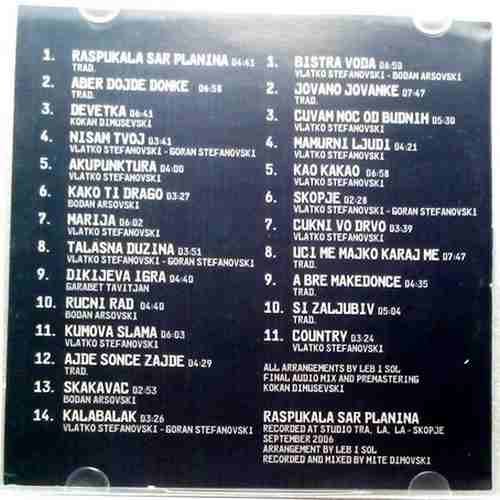 1. RASPUKALA SAR PLANINA 04:41
TRAD.
2. ABER DOJDE DONKE 06:58
TRAD.
3. DEVETKA 06:41
KOKAN DIMUSEVSKI
4. NISAM TVOJ 03:41
VLATKO STEFANOVSKI - GORAN STEFANOVSKI
5. AKUPUNKTURA 04:00
VLATKO STEFANOVSKI
6. KAKO TI DRAGO 03:27
BODAN ARSOVSKI
7. MARIJA 06:02
VLATKO STEFANOVSKI
8. TALASNA DUZINA 03:51
VLATKO STEFANOVSKI - GORAN STEFANOVSKI
9. DIKIJEVA IGRA 04:40
GARABET TAVITJAN
10. RUCNI RAD 04:40
BODAN ARSOVSKI
11. KUMOVA SLAMA 06:03
VLATKO STEFANOVSKI
12. AJDE SONCE ZAJDE 04:29
TRAD.
13. SKAKAVAC 02:53
BODAN ARSOVSKI
14. KALABALAK 03:26
VLATKO STEFANOVSKI - GORAN STEFANOVSKI
1. BISTRA VODA 06:50
VLATKO STEFANOVSKI - BODAN ARSOVSKI
2. JOVANO JOVANKE 07:47
TRAD.
3. CUVAM NOC OD BUDNIH 05:30
VLATKO STEFANOVSKI
4. MAMURNI LJUDI 04:21
VLATKO STEFANOVSKI
5. KAO KAKAO 06:58
VLATKO STEFANOVSKI
6. SKOPJE 02:28
VLATKO STEFANOVSKI - GORAN STEFANOVSKI
7. CUKNI VO DRVO 03:39
VLATKO STEFANOVSKI
8. UCI ME MAJKO KARAJ ME 07:47
TRAD.
9. A BRE MAKEDONCE 04:35
TRAD.
10. SI ZALJUBIV 05:04
TRAD.
11. COUNTRY 03:24
VLATKO STEFANOVSKI
ALL ARRANGEMENTS BY LEB I SOL
FINAL AUDIO MIX AND PREMASTERING
KOKAN DIMUSEVSKI
RASPUKALA SAR PLANINA
RECORDED AT STUDIO TRA, LA, LA - SKOPJE
SEPTEMBER 2006
ARRANGEMENT BY LEB I SOL
RECORDED AND MIXED BY MITE DIMOVSKI